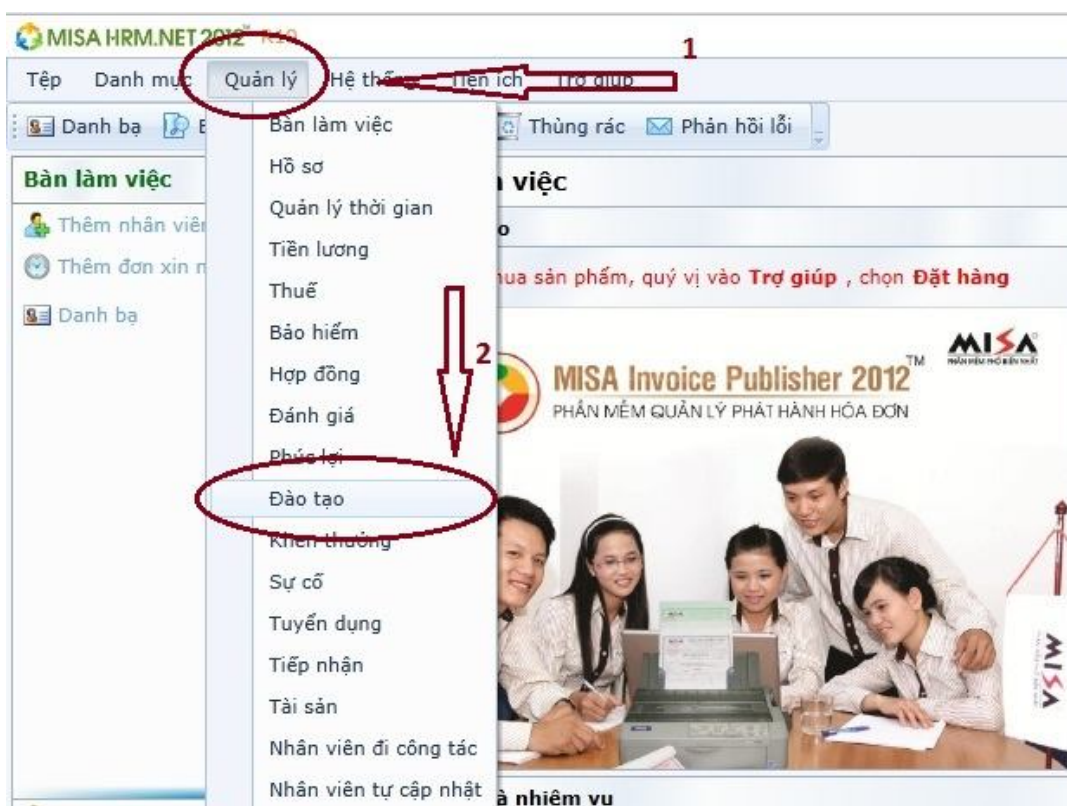 MISA HRM.NET 2012 R10
1
Tệp Danh mục Quản lý Hệ thống Tiện ích Trợ giúp
Danh bạ Thùng rác Phản hồi lỗi
Bàn làm việc
Hồ sơ
Quản lý thời gian
Tiền lương
Thuế
Bảo hiểm
Hợp đồng
Đánh giá
Phúc lợi
Đào tạo
Khen thưởng
Sự cố
Tuyển dụng
Tiếp nhận
Tài sản
Nhân viên đi công tác
Nhân viên tự cập nhật
2
Bàn làm việc
Thêm nhân viên
Thêm đơn xin n
Danh bạ
việc
mua sản phẩm, quý vị vào Trợ giúp , chọn Đặt hàng
MISA
MISA Invoice Publisher 2012 TM
PHẦN MỀM QUẢN LÝ PHÁT HÀNH HÓA ĐƠN
MISA
à nhiệm vụ